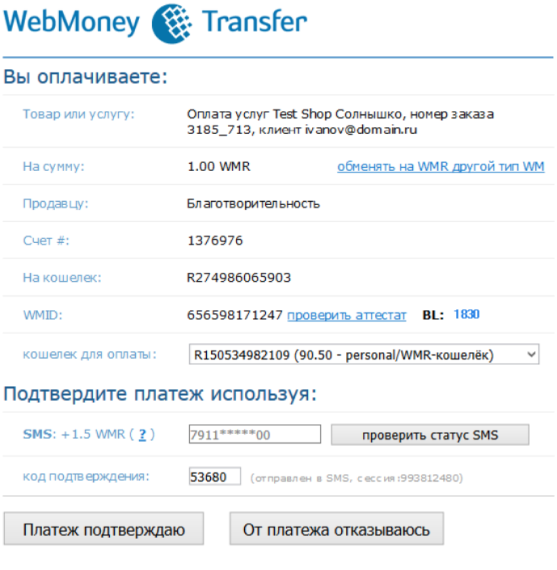 WebMoney Transfer
Вы оплачиваете:
Товар или услугу: Оплата услуг Test Shop Солнышко, номер заказа
3185_713, клиент ivanov@domain.ru
На сумму: 1.00 WMR обменять на WMR другой тип WM
Продавцу: Благотворительность
Счет #: 1376976
На кошелек: R274986065903
WMID: 656598171247 проверить аттестат BL: 1830
кошелек для оплаты: R150534982109 (90.50 - personal/WMR-кошелёк)
Подтвердите платеж используя:
SMS: +1.5 WMR ( ? ) 7911*****00 проверить статус SMS
код подтверждения: 53680 (отправлен в SMS, сессия:993812480)
Платеж подтверждаю От платежа отказываюсь